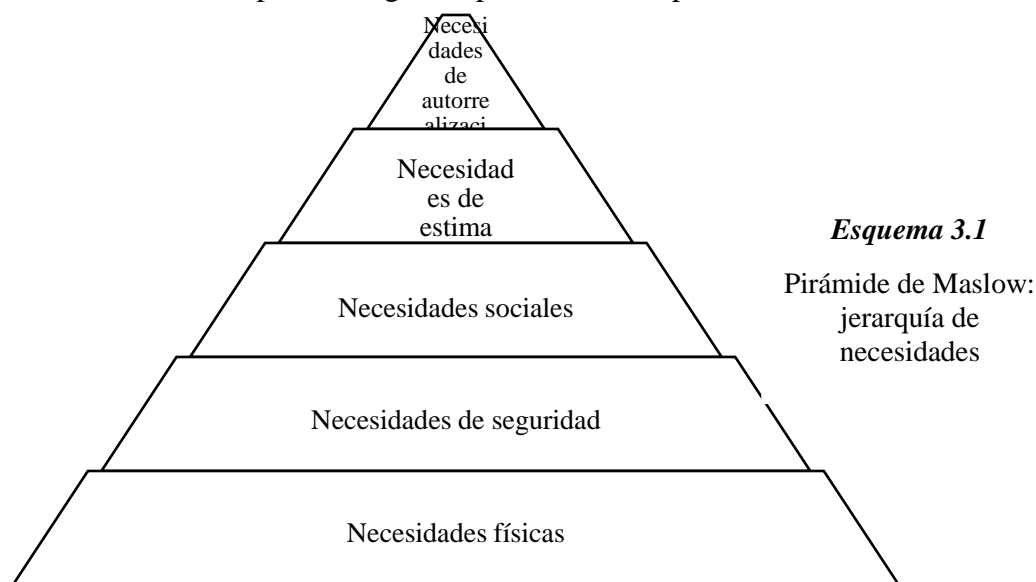 Necesi
dades
de
autorre
alizaci
Necesidad
es de
estima
Esquema 3.1
Pirámide de Maslow:
jerarquía de
necesidades
Necesidades sociales
Necesidades de seguridad
Necesidades físicas